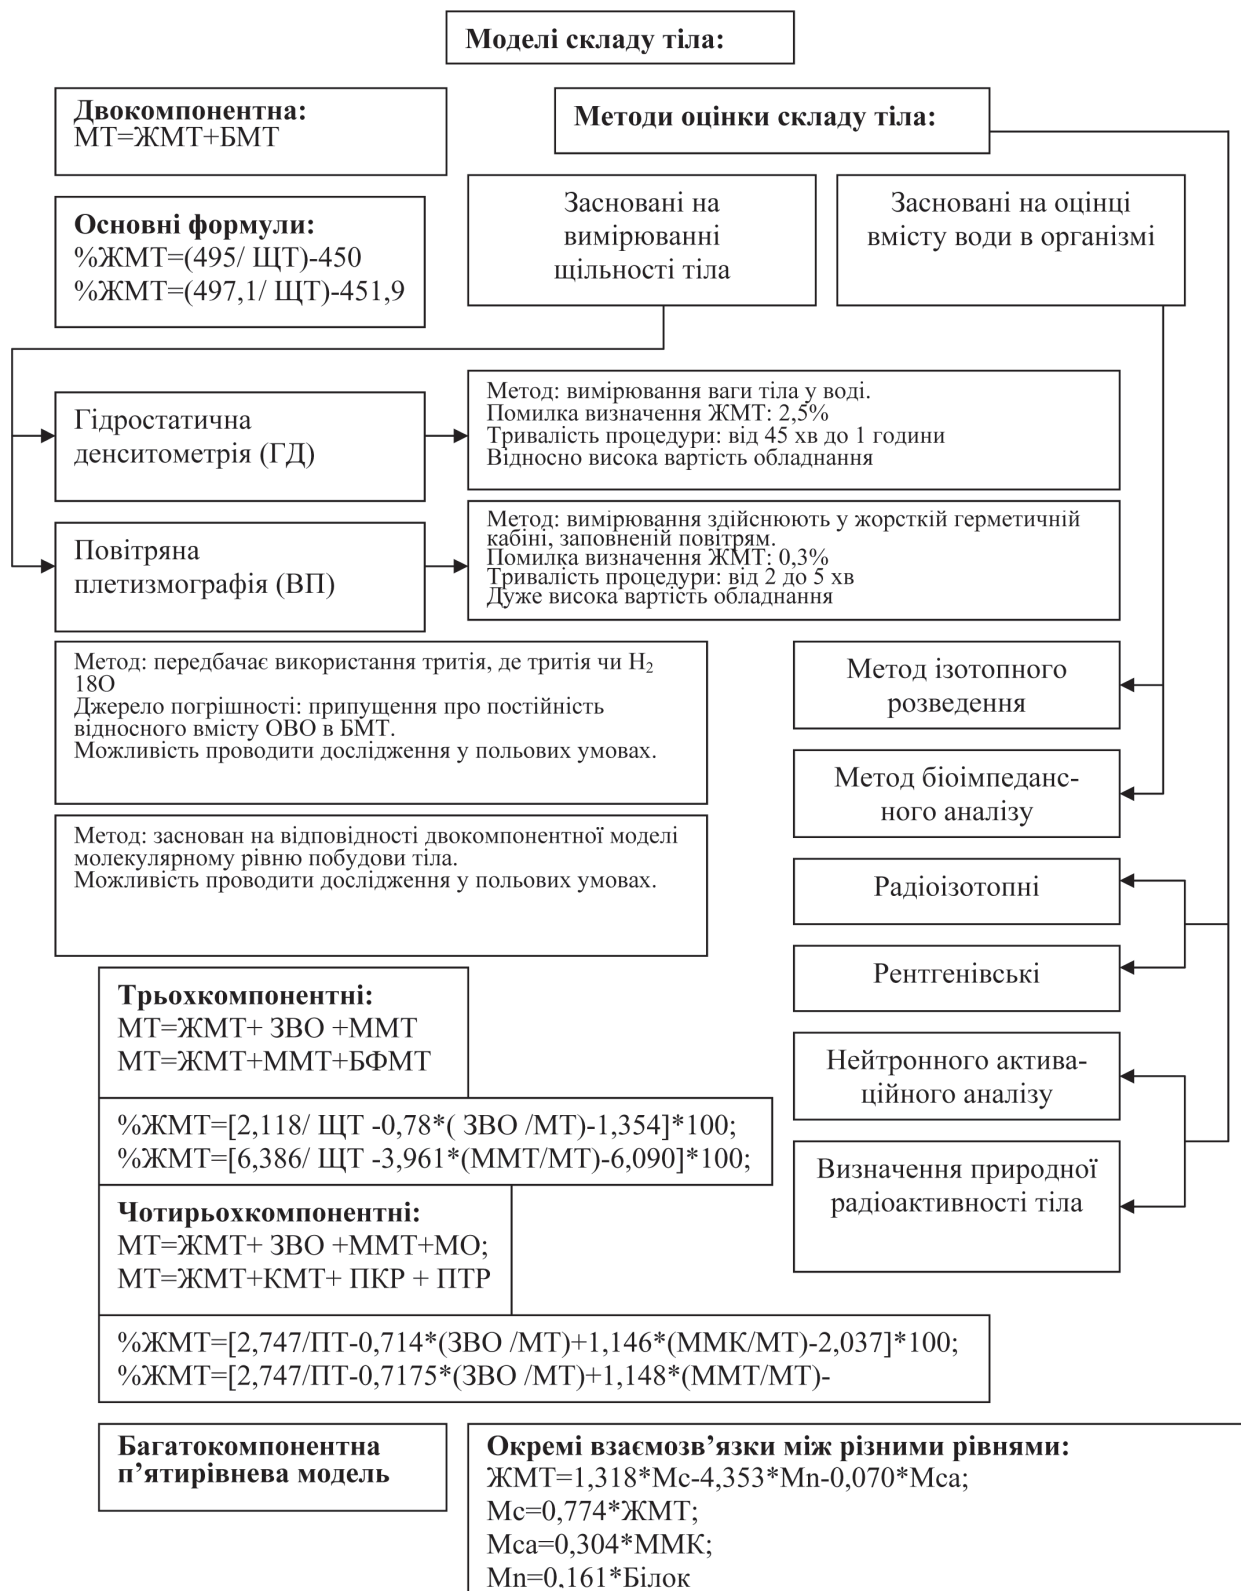 Моделі складу тіла:
Двокомпонентна:
МТ=ЖМТ+БМТ
Методи оцінки складу тіла:
Основні формули:
%ЖМТ=(495/ ЩТ)-450
%ЖМТ=(497,1/ ЩТ)-451,9
Засновані на
вимірюванні
щільності тіла
Засновані на оцінці
вмісту води в організмі
Гідростатична
денситометрія (ГД)
Метод: вимірювання ваги тіла у воді.
Помилка визначення ЖМТ: 2,5%
Тривалість процедури: від 45 хв до 1 години
Відносно висока вартість обладнання
Повітряна
плетизмографія (ВП)
Метод: вимірювання здійснюють у жорсткій герметичній
кабіні, заповненій повітрям.
Помилка визначення ЖМТ: 0,3%
Тривалість процедури: від 2 до 5 хв
Дуже висока вартість обладнання
Метод: передбачає використання тритія, де тритія чи H₂
18О
Джерело погрішності: припущення про постійність
відносного вмісту ОВО в БМТ.
Можливість проводити дослідження у польових умовах.
Метод ізотопного
розведення
Метод біоімпеданс-
ного аналізу
Метод: заснован на відповідності двокомпонентної моделі
молекулярному рівню побудови тіла.
Можливість проводити дослідження у польових умовах.
Радіоізотопні
Рентгенівські
Трьохкомпонентні:
МТ=ЖМТ+ ЗВО +ММТ
МТ=ЖМТ+ММТ+БФМТ
Нейтронного актива-
ційного аналізу
%ЖМТ=[2,118/ ЩТ -0,78*( ЗВО /МТ)-1,354]*100;
%ЖМТ=[6,386/ ЩТ -3,961*(ММТ/МТ)-6,090]*100;
Визначення природної
радіоактивності тіла
Чотирьохкомпонентні:
МТ=ЖМТ+ ЗВО +ММТ+МО;
МТ=ЖМТ+КМТ+ ПКР + ПТР
%ЖМТ=[2,747/ПТ-0,714*(ЗВО /МТ)+1,146*(ММК/МТ)-2,037]*100;
%ЖМТ=[2,747/ПТ-0,7175*(ЗВО /МТ)+1,148*(ММТ/МТ)-
Багатокомпонентна
п’ятирівнева модель
Окремі взаємозв’язки між різними рівнями:
ЖМТ=1,318*Мс-4,353*Мn-0,070*Мса;
Мс=0,774*ЖМТ;
Мса=0,304*ММК;
Мn=0,161*Білок